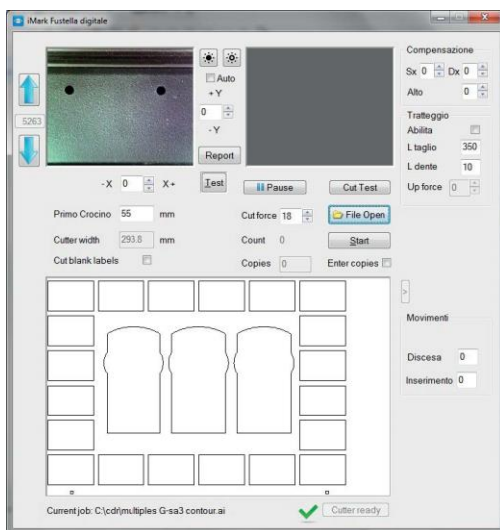 iMark Fustella digitale
5263
Auto
+ Y
0
- Y
Report
- X 0 X+
Test
Pause
Cut Test
Primo Crocino 55 mm
Cut force 18
File Open
Cutter width 293.8 mm
Count 0
Start
Cut blank labels
Copies 0
Enter copies
Compensazione
Sx 0 Dx 0
Alto 0
Tratteggio
Abilita
L taglio 350
L dente 10
Up force 0
>
Movimenti
Discesa 0
Inserimento 0
Current job: C:\cdr\multiples G-sa3 contour.ai
Cutter ready